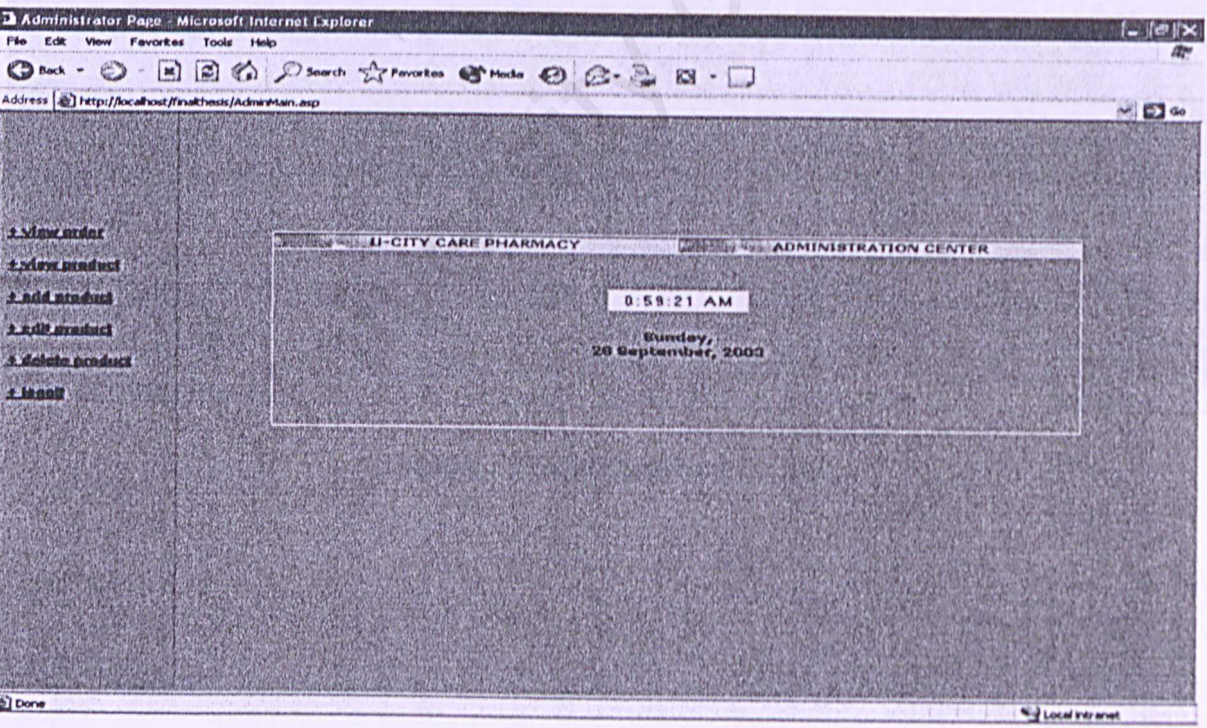 Administrator Page - Microsoft Internet Explorer
File Edit View Favorites Tools Help
Back Search Favorites Media
Address http://localhost/finalthesis/AdminMain.asp Go
+ view order
+ view product
+ add product
+ edit product
+ delete product
+ logoff
U-CITY CARE PHARMACY ADMINISTRATION CENTER
0:59:21 AM
Sunday,
28 September, 2003
Done Local intranet